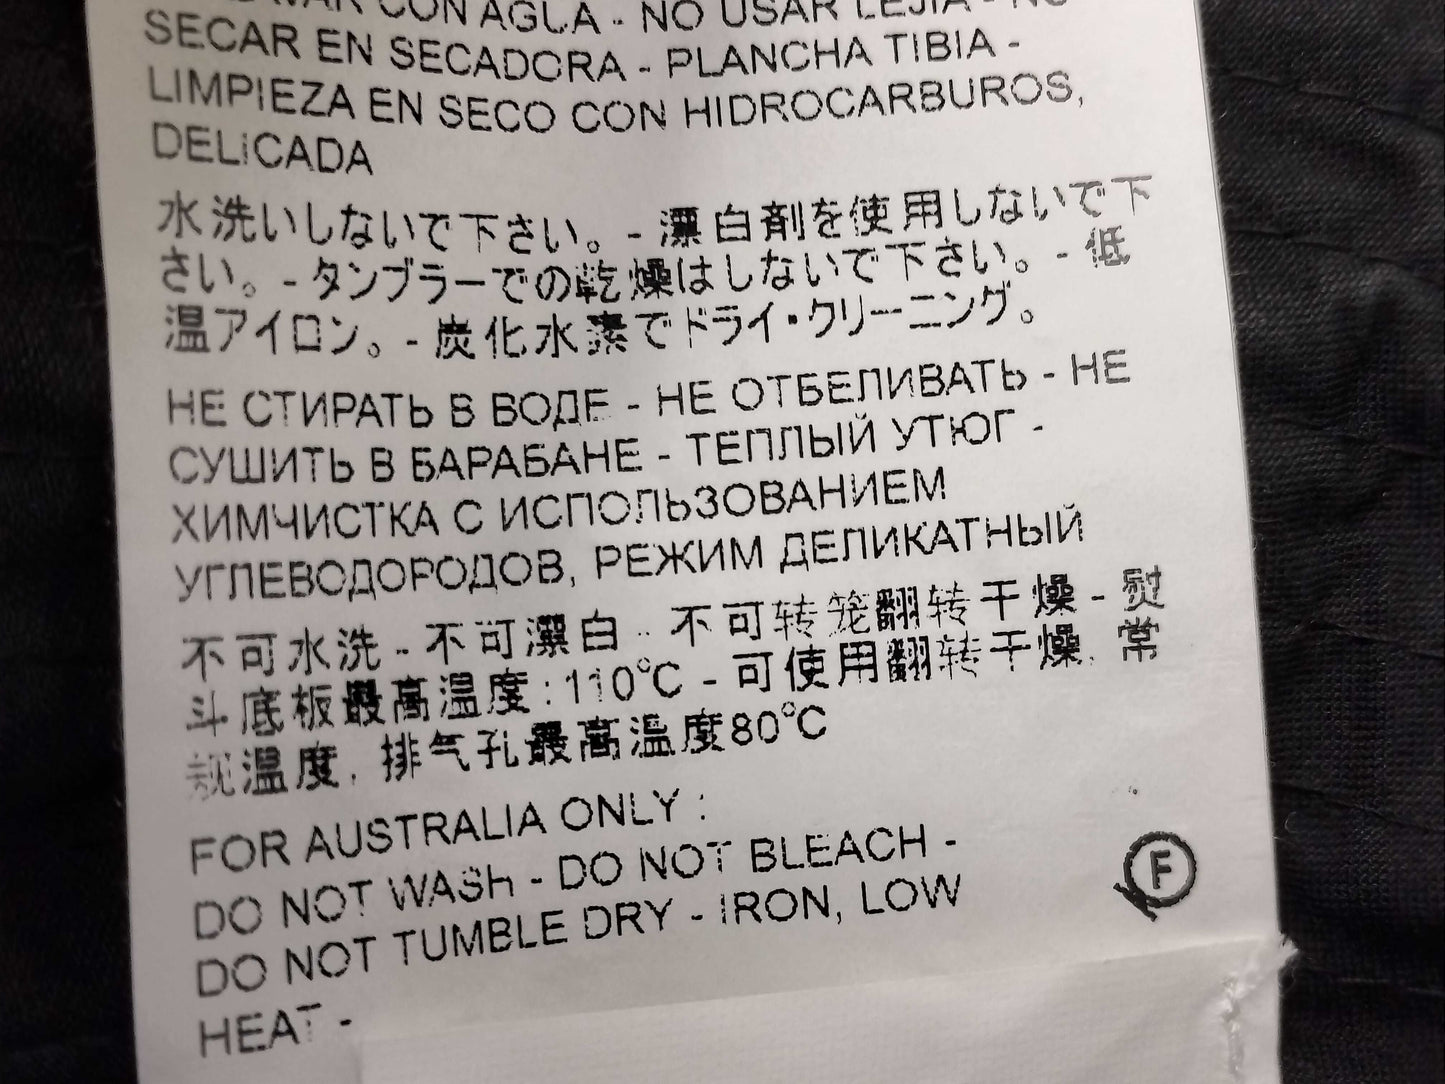 LAVAR CON AGUA - NO USAR LEJÍA - NO
SECAR EN SECADORA - PLANCHA TIBIA -
LIMPIEZA EN SECO CON HIDROCARBUROS,
DELICADA
水洗いしないで下さい。- 漂白剤を使用しないで下
さい。- タンブラーでの乾燥はしないで下さい。- 低
温アイロン。- 炭化水素でドライ・クリーニング。
НЕ СТИРАТЬ В ВОДЕ - НЕ ОТБЕЛИВАТЬ - НЕ
СУШИТЬ В БАРАБАНЕ - ТЕПЛЫЙ УТЮГ -
ХИМЧИСТКА С ИСПОЛЬЗОВАНИЕМ
УГЛЕВОДОРОДОВ, РЕЖИМ ДЕЛИКАТНЫЙ
不可水洗 - 不可漂白 - 不可转笼翻转干燥 - 熨
斗底板最高温度:110°C - 可使用翻转干燥, 常
规温度, 排气孔最高温度80°C
FOR AUSTRALIA ONLY :
DO NOT WASH - DO NOT BLEACH -
DO NOT TUMBLE DRY - IRON, LOW
HEAT -
F